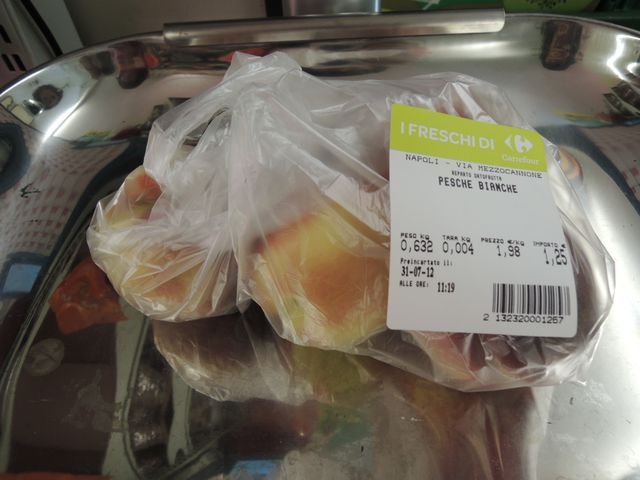 I FRESCHI DI Carrefour
NAPOLI - VIA MEZZOCANNONE
REPARTO ORTOFRUTTA
PESCHE BIANCHE
PESO KG TARA KG PREZZO €/KG IMPORTO €
0,632 0,004 1,98 1,25
Preincartato il:
31-07-12
ALLE ORE: 11:19
2 132320001257